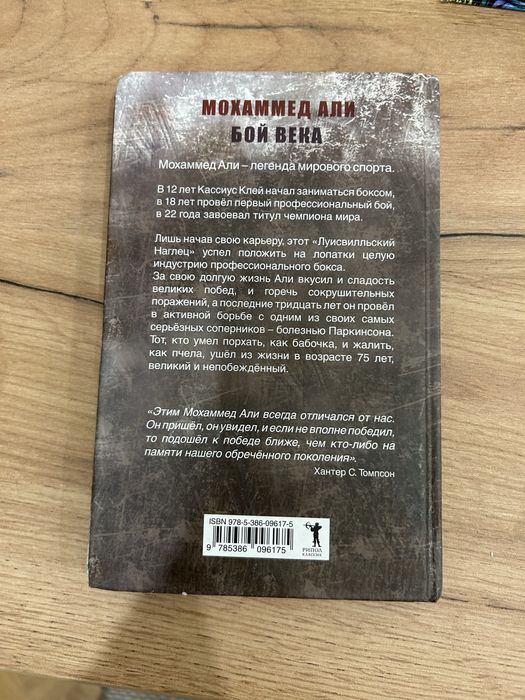 МОХАММЕД АЛИ
БОЙ ВЕКА
Мохаммед Али – легенда мирового спорта.
В 12 лет Кассиус Клей начал заниматься боксом,
в 18 лет провёл первый профессиональный бой,
в 22 года завоевал титул чемпиона мира.
Лишь начав свою карьеру, этот «Луисвилльский
Наглец» успел положить на лопатки целую
индустрию профессионального бокса.
За свою долгую жизнь Али вкусил и сладость
великих побед, и горечь сокрушительных
поражений, а последние тридцать лет он провёл
в активной борьбе с одним из своих самых
серьёзных соперников – болезнью Паркинсона.
Тот, кто умел порхать, как бабочка, и жалить,
как пчела, ушёл из жизни в возрасте 75 лет,
великий и непобеждённый.
«Этим Мохаммед Али всегда отличался от нас.
Он пришёл, он увидел, и если не вполне победил,
то подошёл к победе ближе, чем кто-либо на
памяти нашего обречённого поколения».
Хантер С. Томпсон
ISBN 978-5-386-09617-5
9 785386 096175
РИПОЛ
КЛАССИК